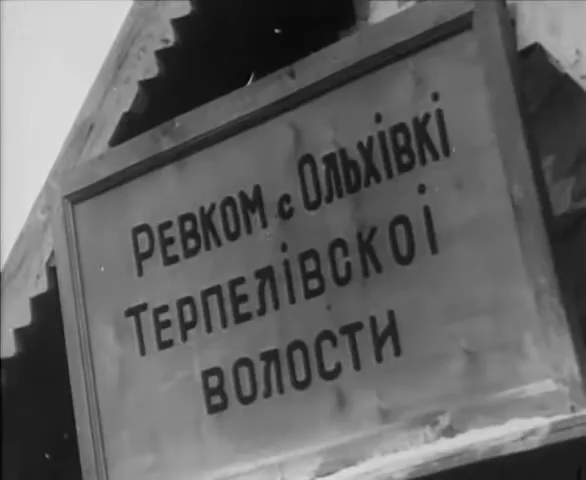 Ревком с Ольхівкі
Терпелівскоі
волости